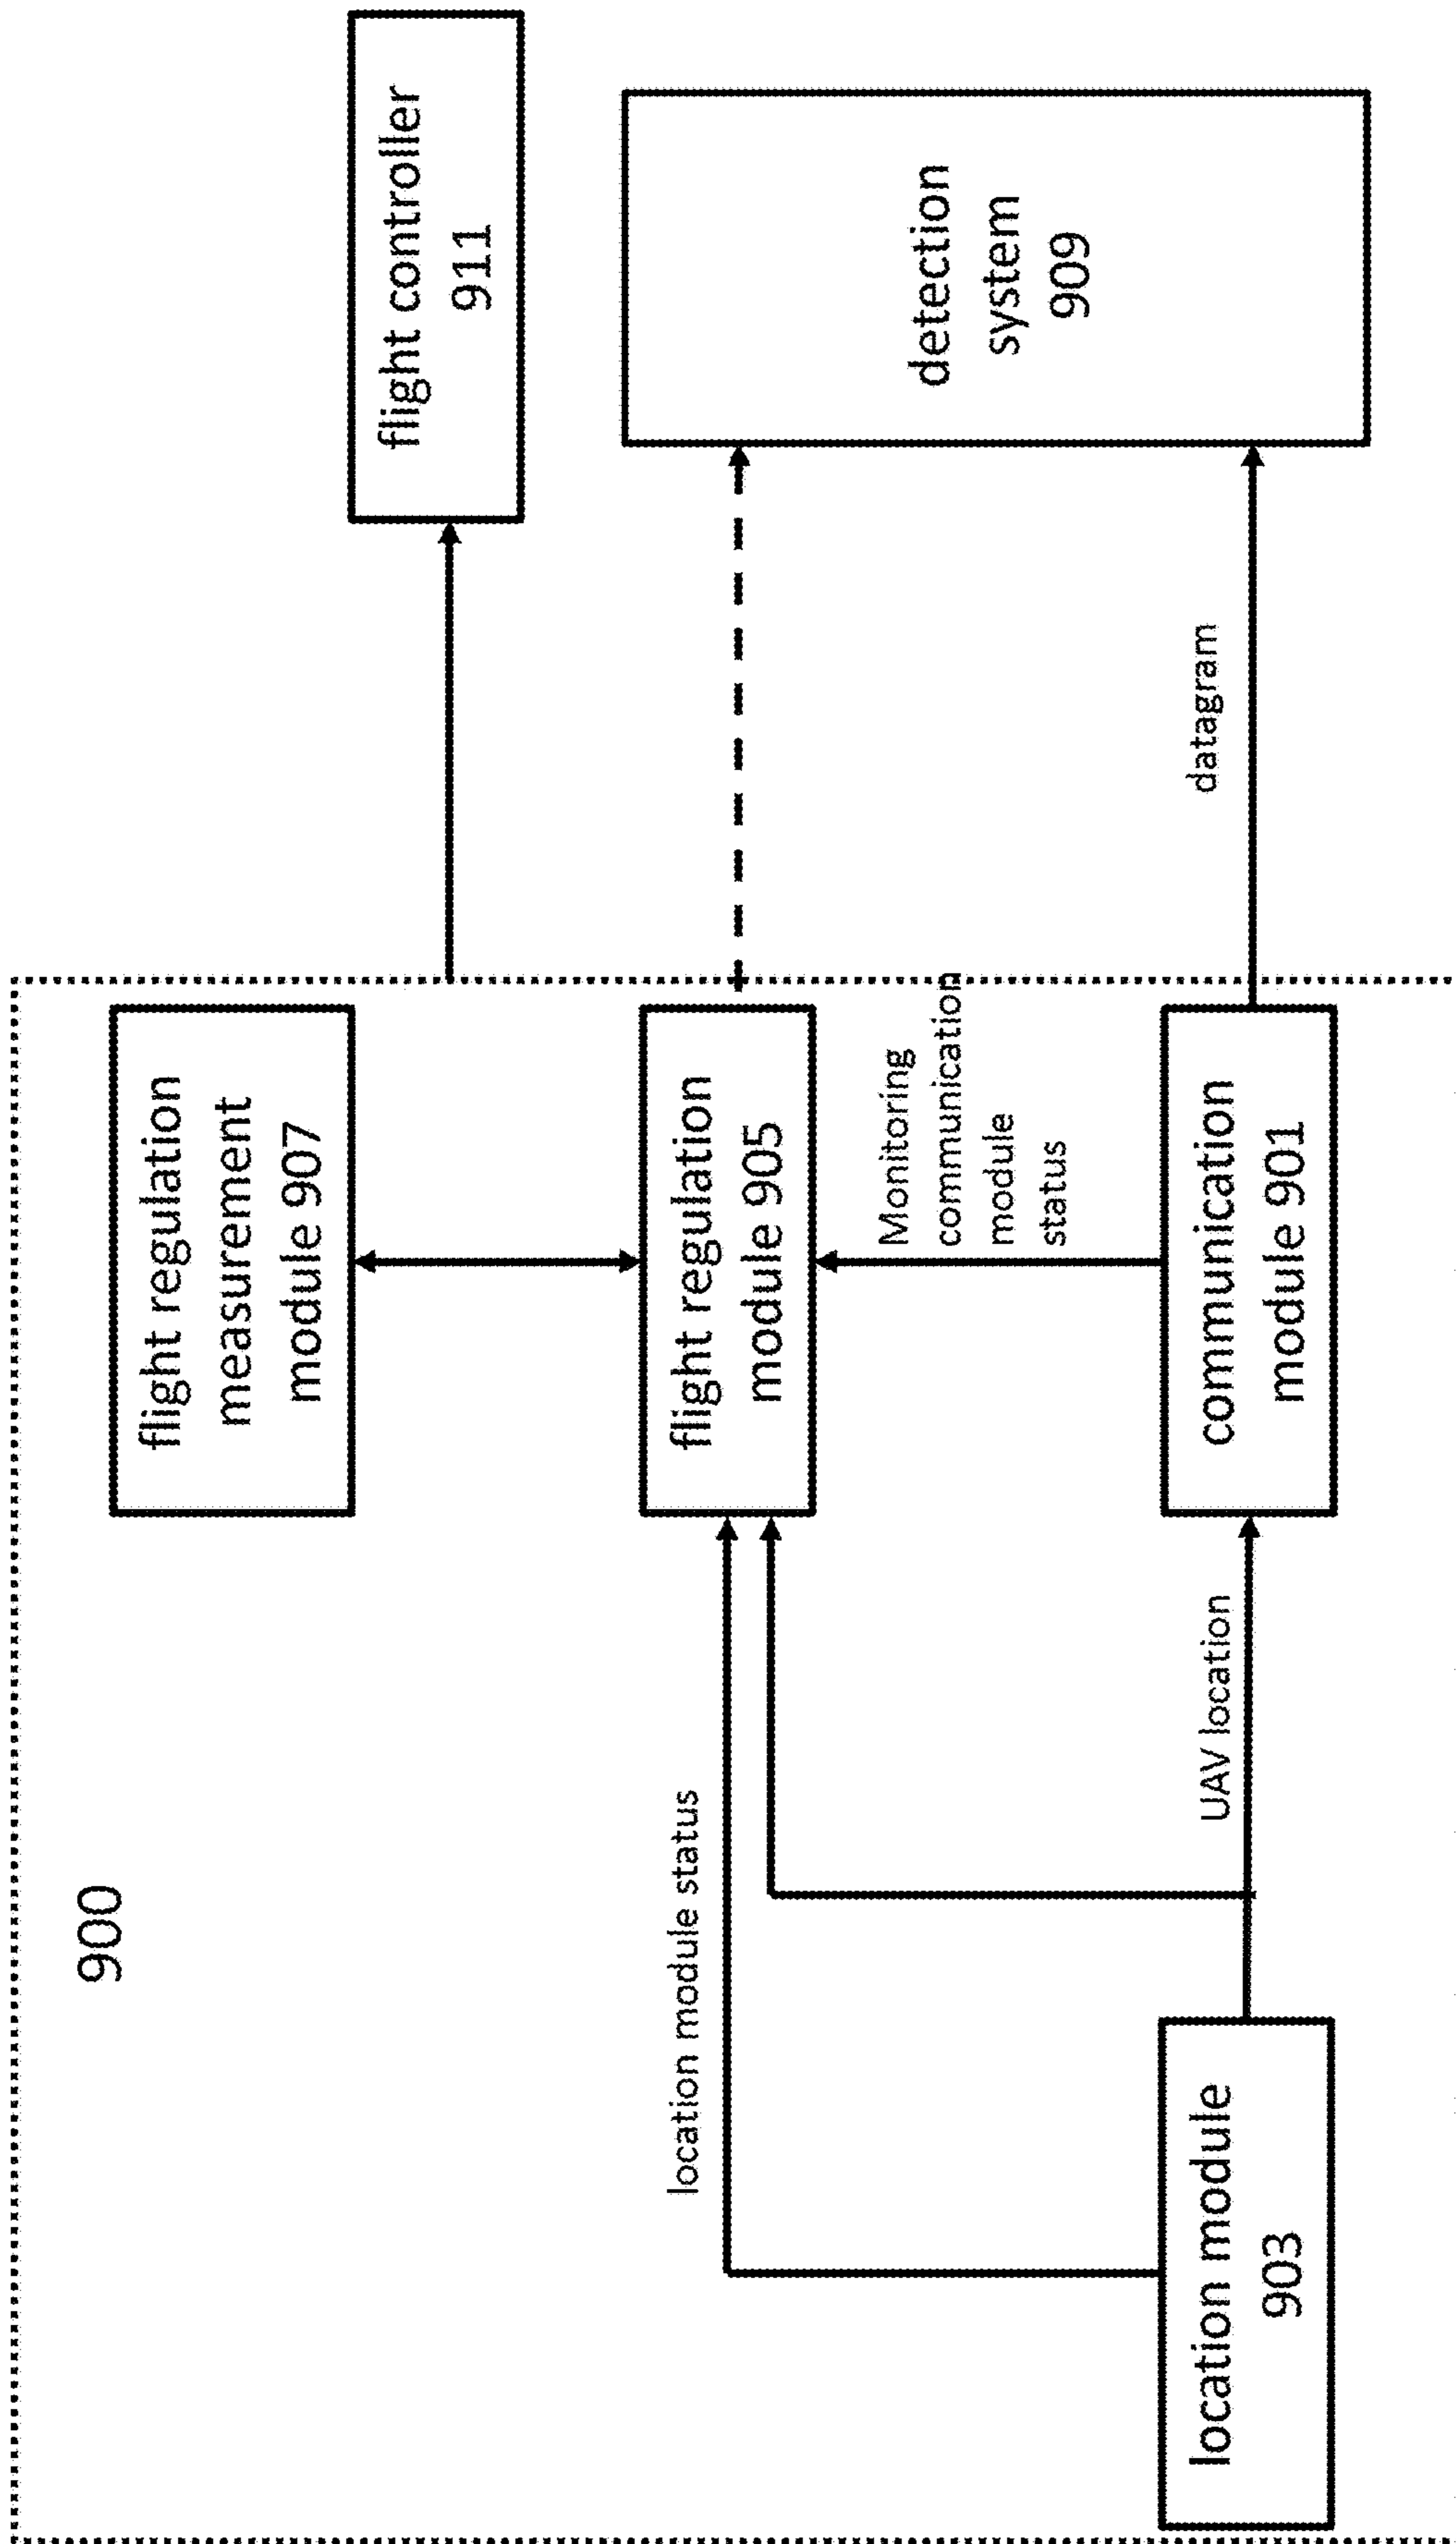 900
flight regulation
measurement
module 907
flight controller
911
location module status
flight regulation
module 905
detection
system
909
Monitoring
communication
module
status
UAV location
datagram
location module
903
communication
module 901